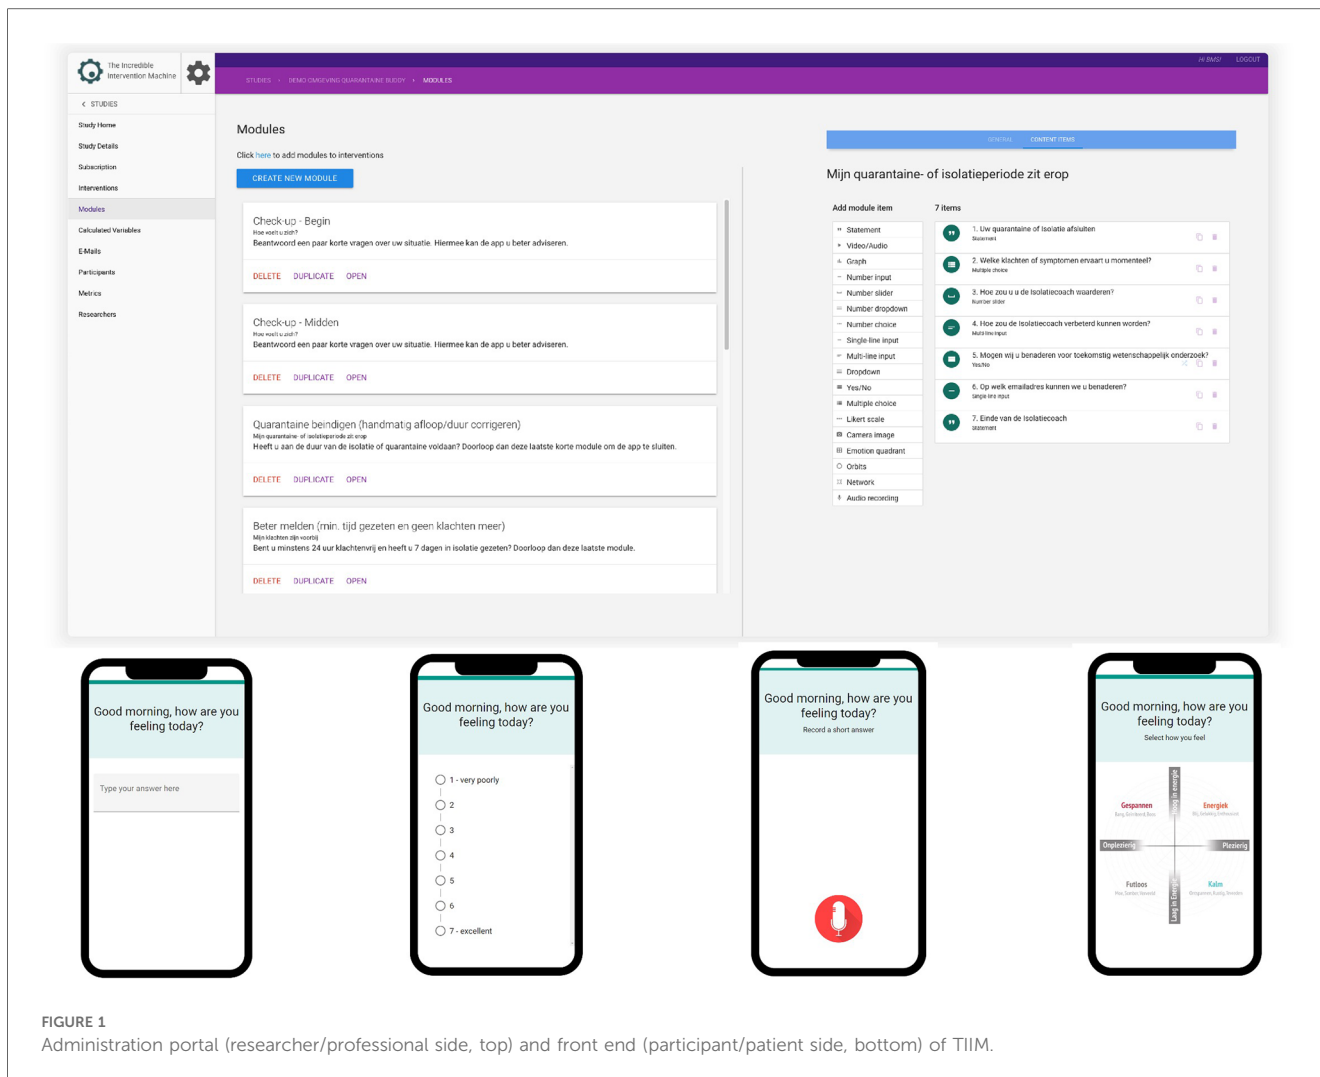 The Incredible
Intervention Machine
Hi BMS!
LOGOUT
STUDIES
DEMO OMGEVING QUARANTAINE BUDDY
MODULES
< STUDIES
Study Home
Study Details
Subscription
Interventions
Modules
Calculated Variables
E-Mails
Participants
Metrics
Researchers
Modules
Click here to add modules to interventions
CREATE NEW MODULE
Check-up - Begin
Hoe voelt u zich?
Beantwoord een paar korte vragen over uw situatie. Hiermee kan de app u beter adviseren.
DELETE DUPLICATE OPEN
Check-up - Midden
Hoe voelt u zich?
Beantwoord een paar korte vragen over uw situatie. Hiermee kan de app u beter adviseren.
DELETE DUPLICATE OPEN
Quarantaine beindigen (handmatig afloop/duur corrigeren)
Mijn quarantaine- of isolatieperiode zit erop
Heeft u aan de duur van de isolatie of quarantaine voldaan? Doorloop dan deze laatste korte module om de app te sluiten.
DELETE DUPLICATE OPEN
Beter melden (min. tijd gezeten en geen klachten meer)
Mijn klachten zijn voorbij
Bent u minstens 24 uur klachtenvrij en heeft u 7 dagen in isolatie gezeten? Doorloop dan deze laatste module.
DELETE DUPLICATE OPEN
GENERAL CONTENT ITEMS
Mijn quarantaine- of isolatieperiode zit erop
Add module item
Statement
Video/Audio
Graph
Number input
Number slider
Number dropdown
Number choice
Single-line input
Multi-line input
Dropdown
Yes/No
Multiple choice
Likert scale
Camera image
Emotion quadrant
Orbits
Network
Audio recording
7 items
1. Uw quarantaine of Isolatie afsluiten
Statement
2. Welke klachten of symptomen ervaart u momenteel?
Multiple choice
3. Hoe zou u u de Isolatiecoach waarderen?
Number slider
4. Hoe zou de Isolatiecoach verbeterd kunnen worden?
Multi-line input
5. Mogen wij u benaderen voor toekomstig wetenschappelijk onderzoek?
Yes/No
6. Op welk emailadres kunnen we u benaderen?
Single-line input
7. Einde van de Isolatiecoach
Statement
Good morning, how are you
feeling today?
Type your answer here
Good morning, how are you
feeling today?
1 - very poorly
2
3
4
5
6
7 - excellent
Good morning, how are you
feeling today?
Record a short answer
Good morning, how are you
feeling today?
Select how you feel
Hoog in energie
Gespannen
Energiek
Onplezierig
Plezierig
Futloos
Kalm
Laag in Energie
FIGURE 1
Administration portal (researcher/professional side, top) and front end (participant/patient side, bottom) of TIIM.